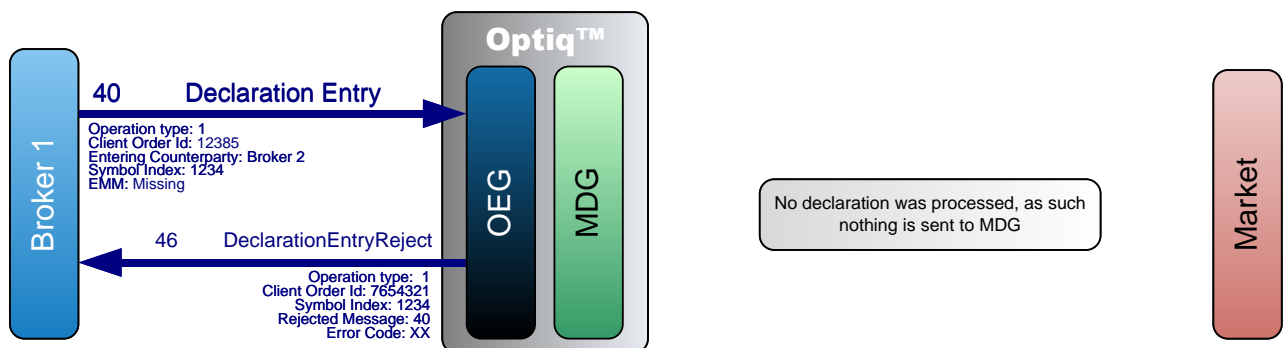 Optiq™
40 Declaration Entry
Operation type: 1
Client Order Id: 12385
Entering Counterparty: Broker 2
Symbol Index: 1234
EMM: Missing
Broker 1
OEG
MDG
46 DeclarationEntryReject
Operation type: 1
Client Order Id: 7654321
Symbol Index: 1234
Rejected Message: 40
Error Code: XX
No declaration was processed, as such
nothing is sent to MDG
Market